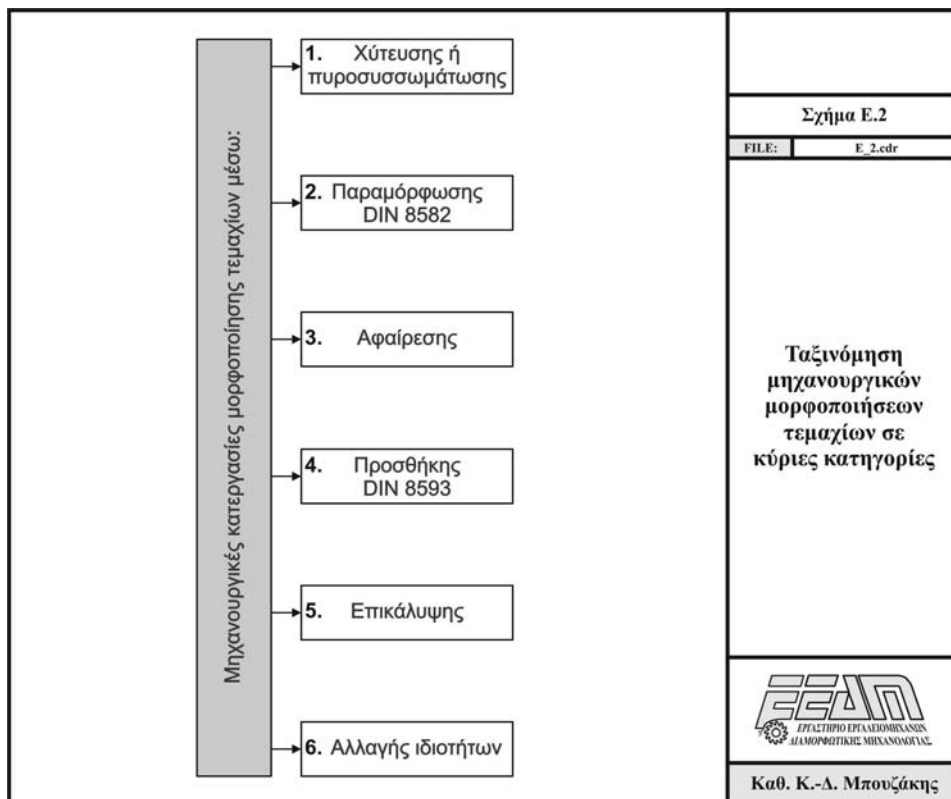 Μηχανουργικές κατεργασίες μορφοποίησης τεμαχίων μέσω:
1. Χύτευσης ή
πυροσυσσωμάτωσης
2. Παραμόρφωσης
DIN 8582
3. Αφαίρεσης
4. Προσθήκης
DIN 8593
5. Επικάλυψης
6. Αλλαγής ιδιοτήτων
Σχήμα Ε.2
FILE: E_2.cdr
Ταξινόμηση
μηχανουργικών
μορφοποιήσεων
τεμαχίων σε
κύριες κατηγορίες
ΕΕΔΜ
ΕΡΓΑΣΤΗΡΙΟ ΕΡΓΑΛΕΙΟΜΗΧΑΝΩΝ
ΔΙΑΜΟΡΦΩΤΙΚΗΣ ΜΗΧΑΝΟΛΟΓΙΑΣ
Καθ. Κ.-Δ. Μπουζάκης